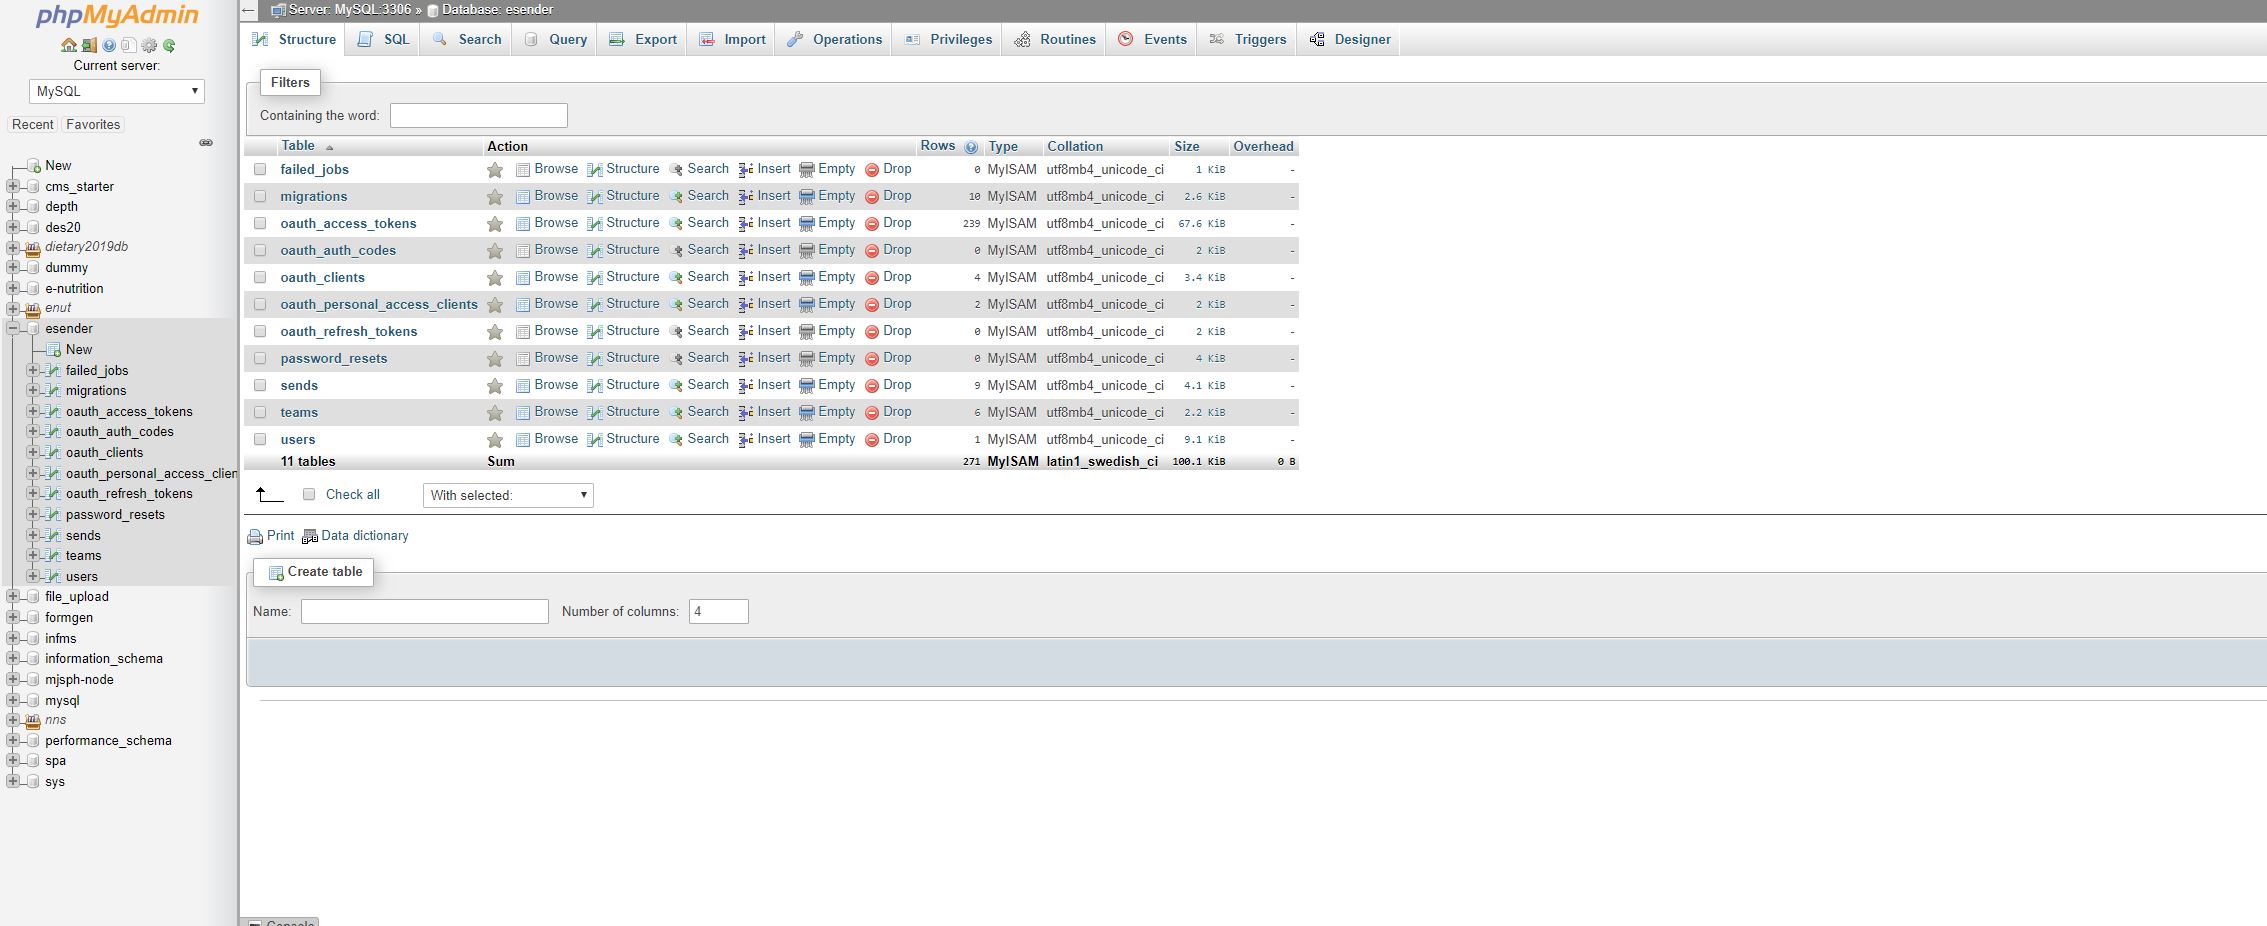 phpMyAdmin
Current server:
MySQL
Recent Favorites
New
cms_starter
depth
des20
dietary2019db
dummy
e-nutrition
enut
esender
New
failed_jobs
migrations
oauth_access_tokens
oauth_auth_codes
oauth_clients
oauth_personal_access_clien
oauth_refresh_tokens
password_resets
sends
teams
users
file_upload
formgen
infms
information_schema
mjsph-node
mysql
nns
performance_schema
spa
sys
Server: MySQL:3306 » Database: esender
Structure SQL Search Query Export Import Operations Privileges Routines Events Triggers Designer
Filters
Containing the word:
Table Action Rows Type Collation Size Overhead
failed_jobs Browse Structure Search Insert Empty Drop 0 MyISAM utf8mb4_unicode_ci 1 KiB -
migrations Browse Structure Search Insert Empty Drop 10 MyISAM utf8mb4_unicode_ci 2.6 KiB -
oauth_access_tokens Browse Structure Search Insert Empty Drop 239 MyISAM utf8mb4_unicode_ci 67.6 KiB -
oauth_auth_codes Browse Structure Search Insert Empty Drop 0 MyISAM utf8mb4_unicode_ci 2 KiB -
oauth_clients Browse Structure Search Insert Empty Drop 4 MyISAM utf8mb4_unicode_ci 3.4 KiB -
oauth_personal_access_clients Browse Structure Search Insert Empty Drop 2 MyISAM utf8mb4_unicode_ci 2 KiB -
oauth_refresh_tokens Browse Structure Search Insert Empty Drop 0 MyISAM utf8mb4_unicode_ci 2 KiB -
password_resets Browse Structure Search Insert Empty Drop 0 MyISAM utf8mb4_unicode_ci 4 KiB -
sends Browse Structure Search Insert Empty Drop 9 MyISAM utf8mb4_unicode_ci 4.1 KiB -
teams Browse Structure Search Insert Empty Drop 6 MyISAM utf8mb4_unicode_ci 2.2 KiB -
users Browse Structure Search Insert Empty Drop 1 MyISAM utf8mb4_unicode_ci 9.1 KiB -
11 tables Sum 271 MyISAM latin1_swedish_ci 100.1 KiB 0 B
Check all With selected:
Print Data dictionary
Create table
Name: Number of columns: 4
Console